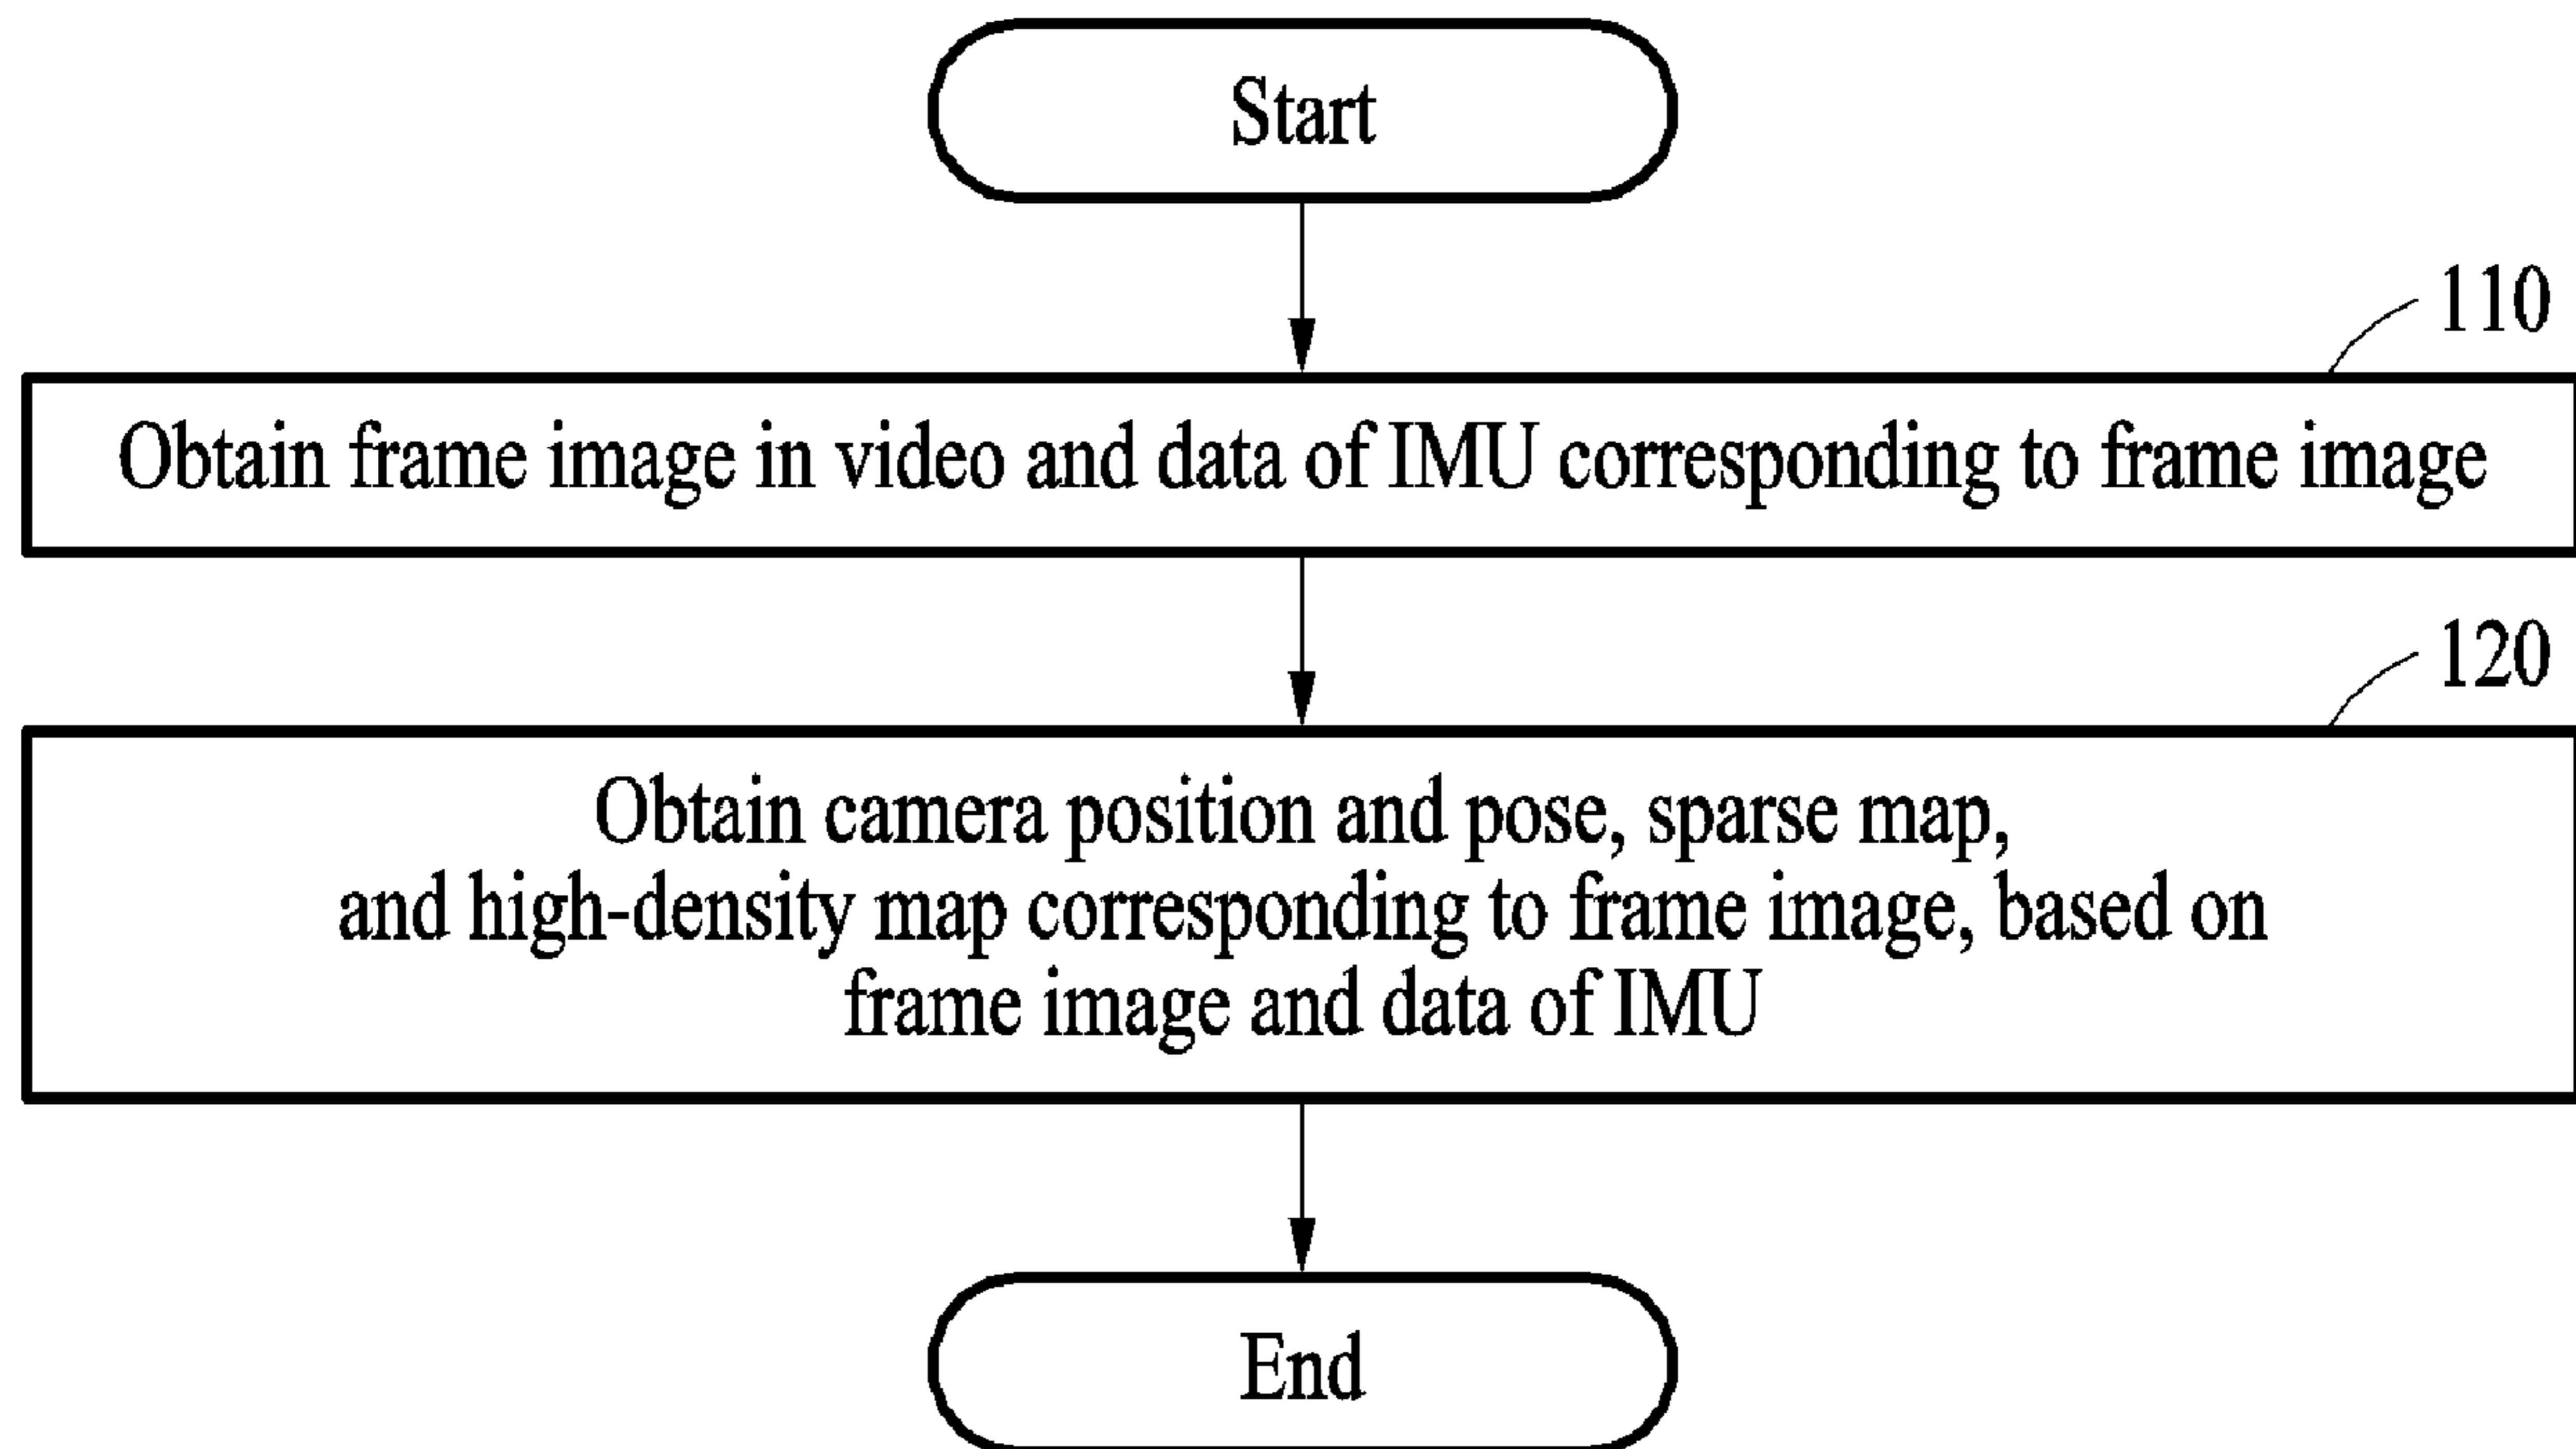 Start
110
Obtain frame image in video and data of IMU corresponding to frame image
120
Obtain camera position and pose, sparse map,
and high-density map corresponding to frame image, based on
frame image and data of IMU
End